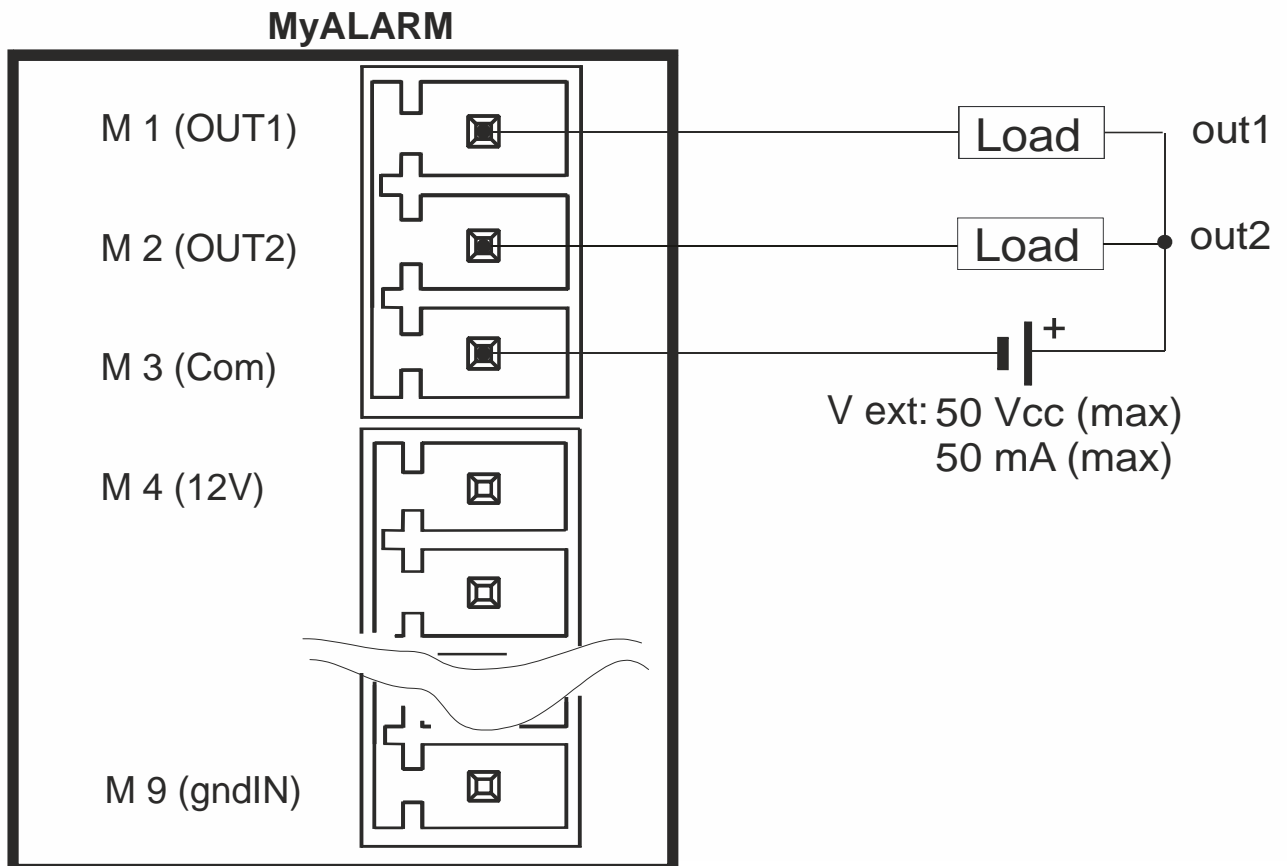 MyALARM
M 1 (OUT1)
Load
out1
M 2 (OUT2)
Load
out2
M 3 (Com)
+
V ext: 50 Vcc (max)
50 mA (max)
M 4 (12V)
M 9 (gndIN)